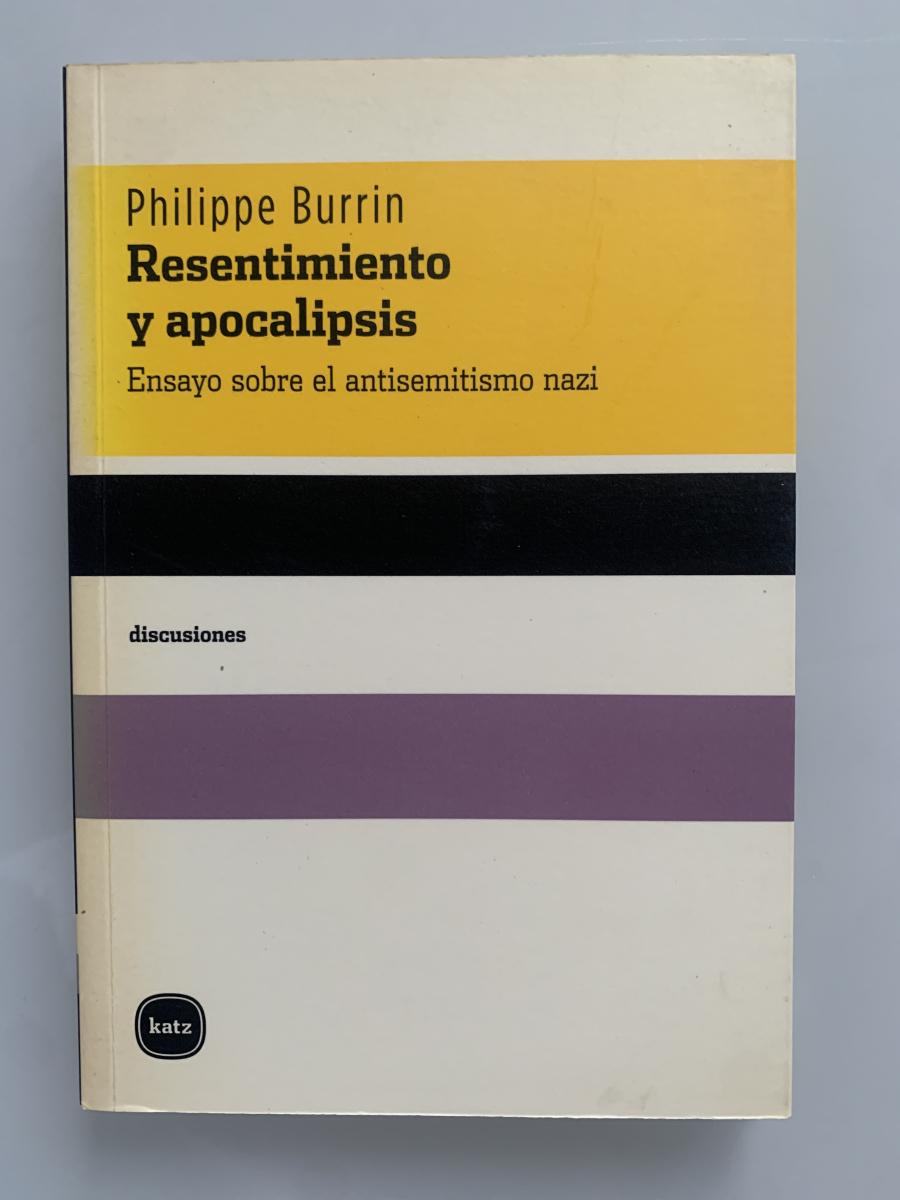 Philippe Burrin
Resentimiento
y apocalipsis
Ensayo sobre el antisemitismo nazi
discusiones
katz